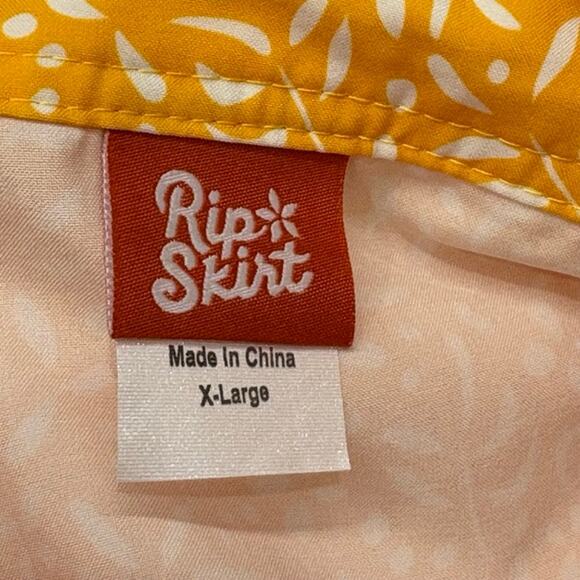 Rip
Skirt
Made In China
X-Large